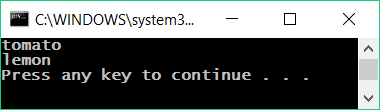 C:\WINDOWS\system3...
tomato
lemon
Press any key to continue . . .